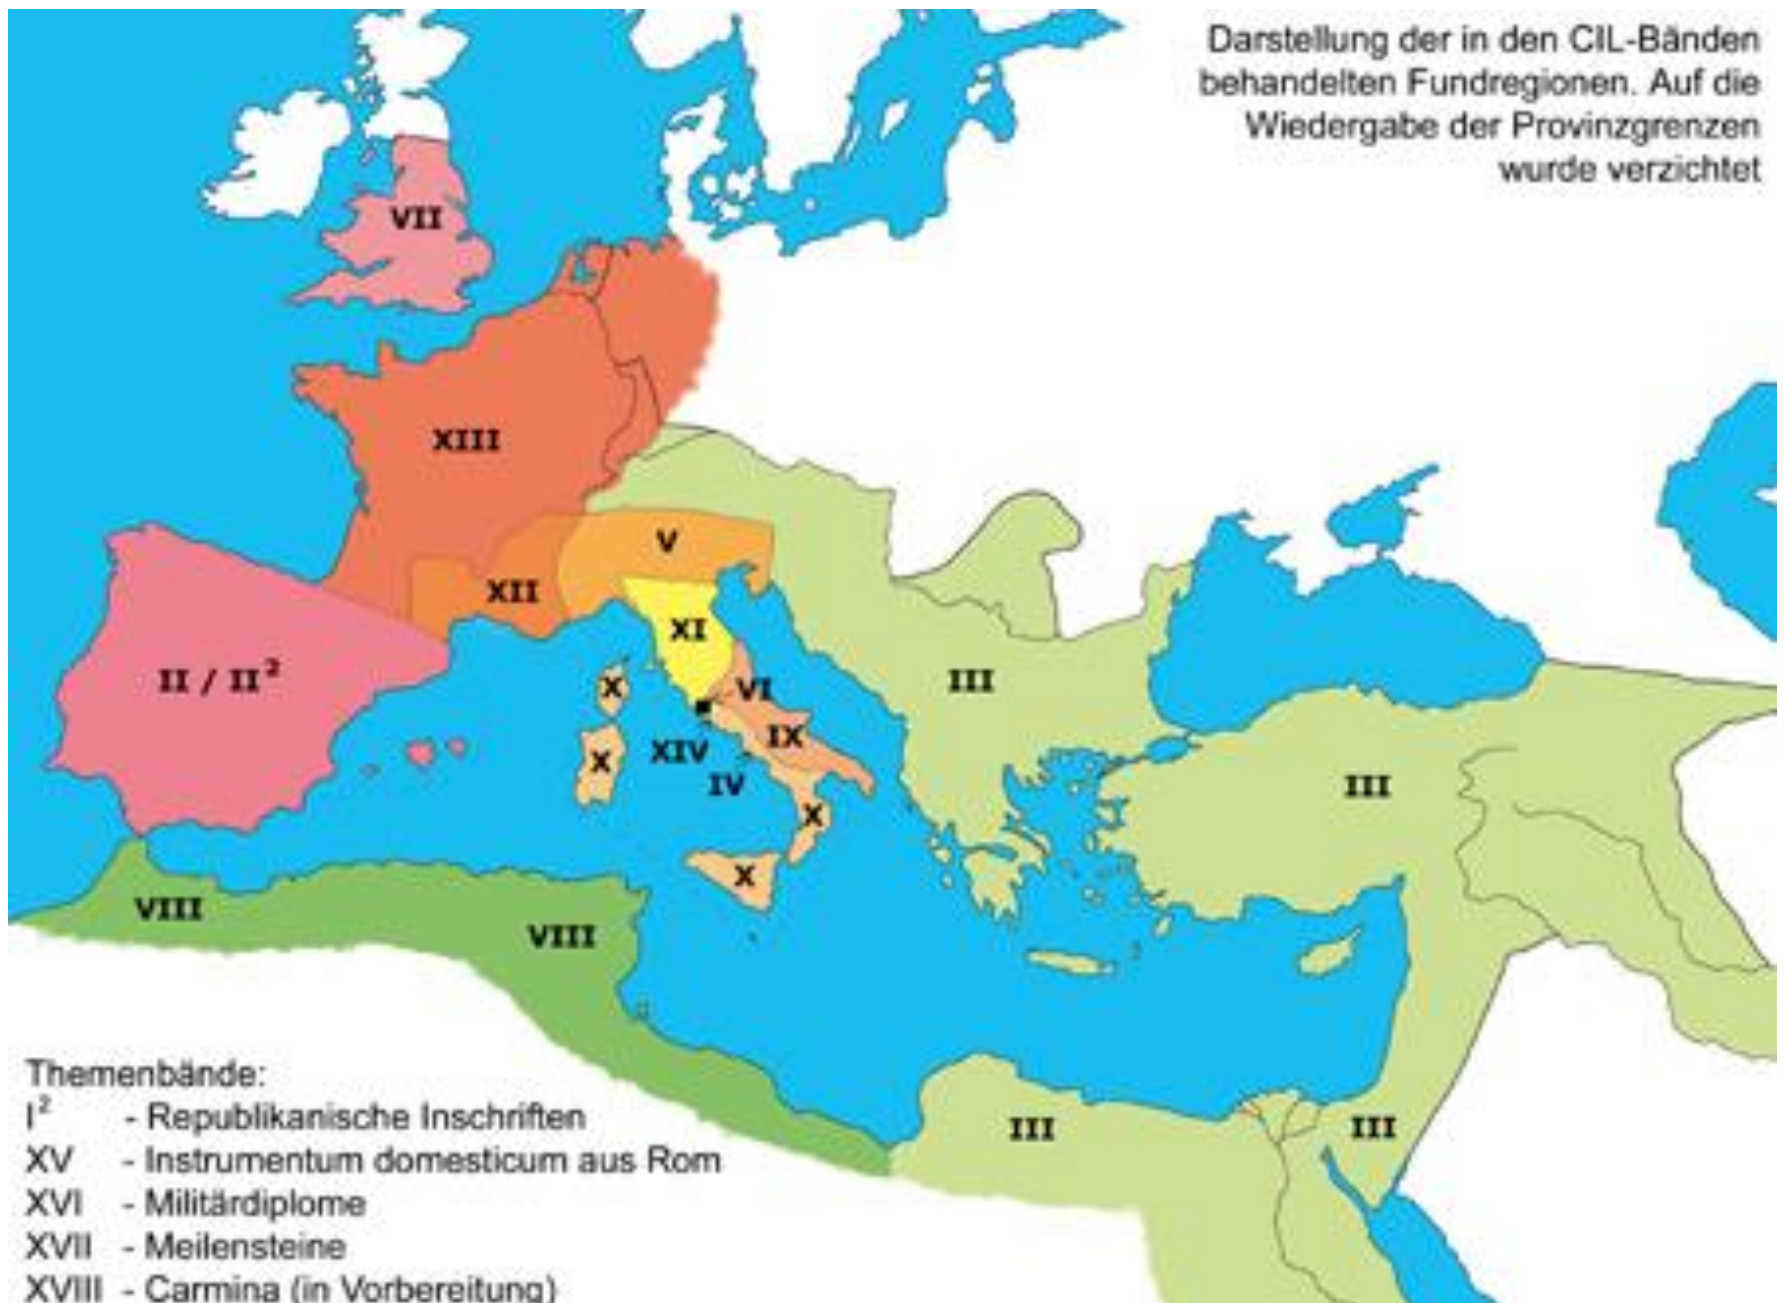 Darstellung der in den CIL-Bänden
behandelten Fundregionen. Auf die
Wiedergabe der Provinzgrenzen
wurde verzichtet
VII
XIII
V
XII
XI
II / II²
X
VI
III
IX
XIV
X
IV
III
X
X
VIII
VIII
III
III
Themenbände:
I² - Republikanische Inschriften
XV - Instrumentum domesticum aus Rom
XVI - Militärdiplome
XVII - Meilensteine
XVIII - Carmina (in Vorbereitung)